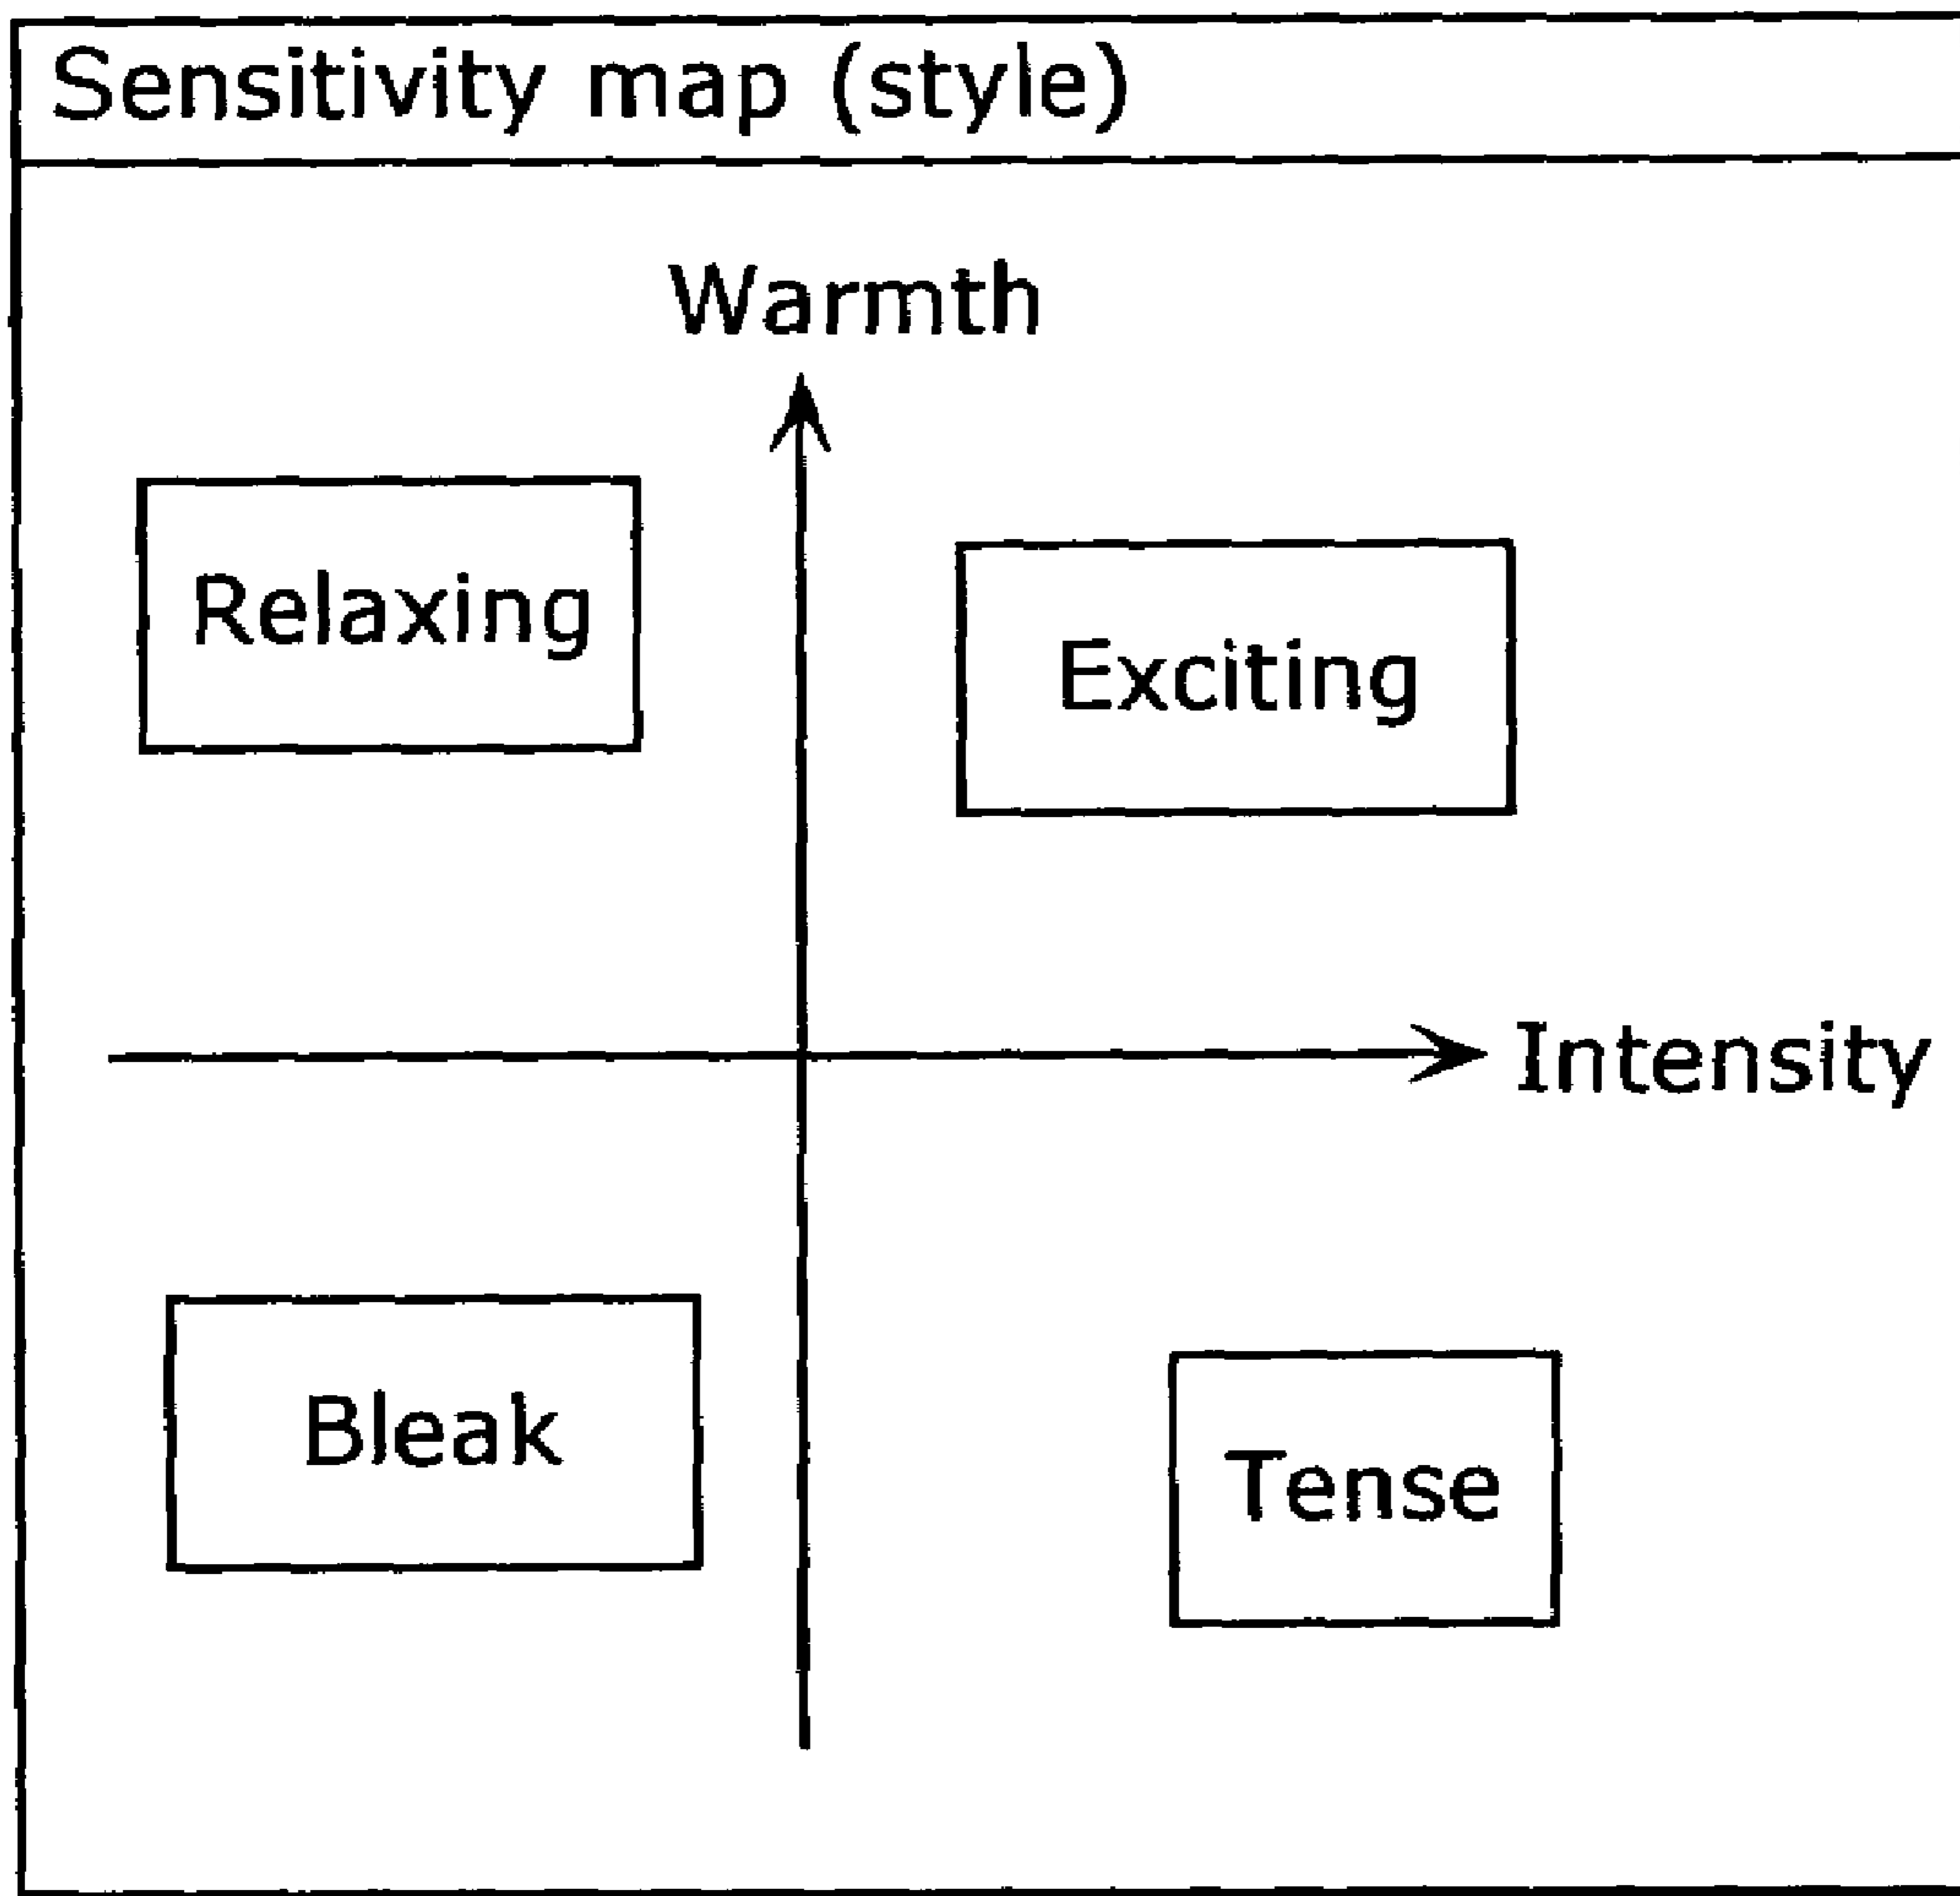 Sensitivity map (style)
Warmth
Relaxing
Exciting
Intensity
Bleak
Tense